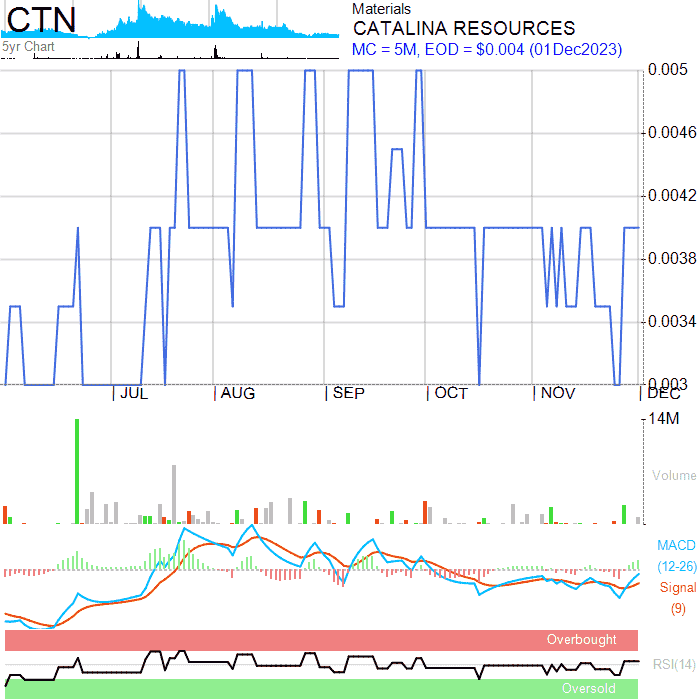 CTN
5yr Chart
Materials
CATALINA RESOURCES
MC = 5M, EOD = $0.004 (01Dec2023)
0.005
0.0046
0.0042
0.0038
0.0034
0.003
JUL
AUG
SEP
OCT
NOV
DEC
14M
Volume
MACD
(12-26)
Signal
(9)
Overbought
RSI(14)
Oversold